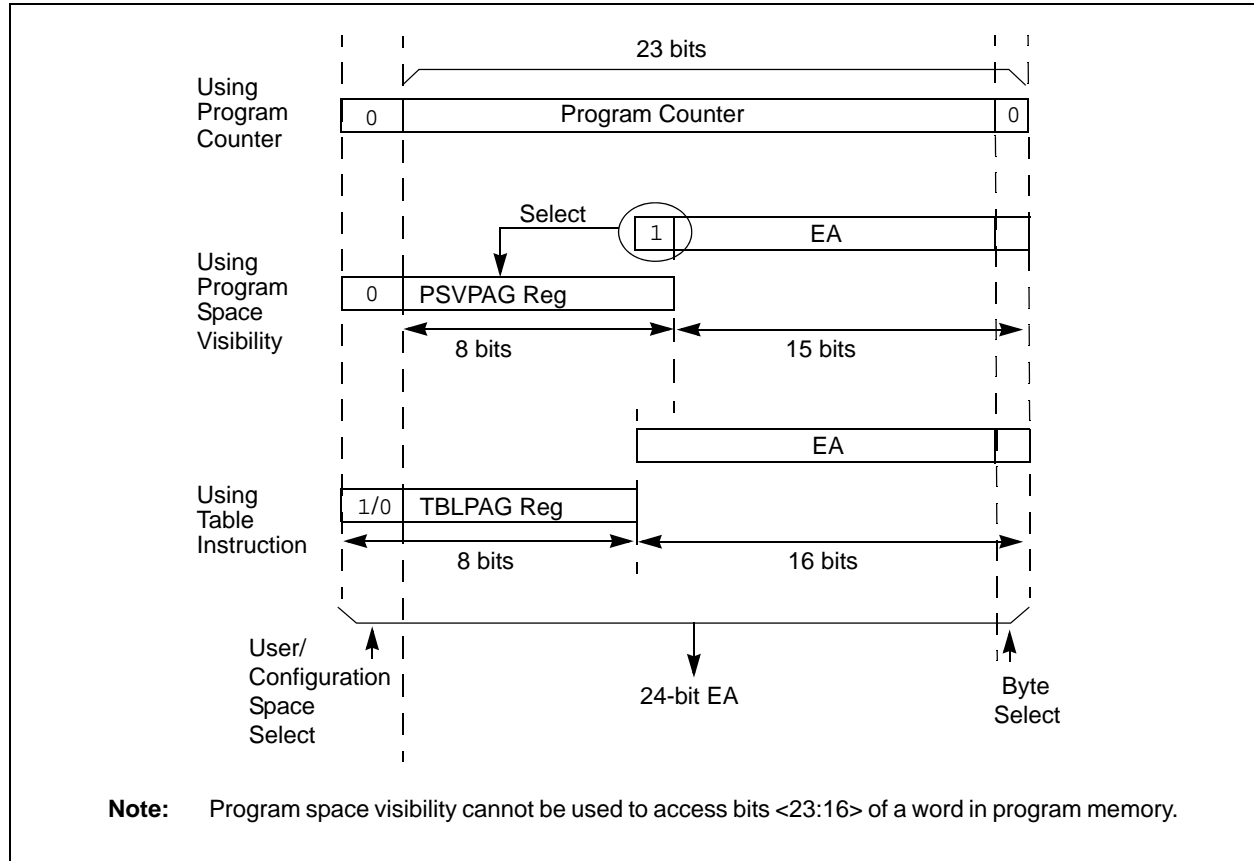 23 bits
Using
Program
Counter
0
Program Counter
0
Select
1
EA
Using
Program
Space
Visibility
0
PSVPAG Reg
8 bits
15 bits
EA
Using
Table
Instruction
1/0
TBLPAG Reg
8 bits
16 bits
User/
Configuration
Space
Select
24-bit EA
Byte
Select
Note: Program space visibility cannot be used to access bits <23:16> of a word in program memory.